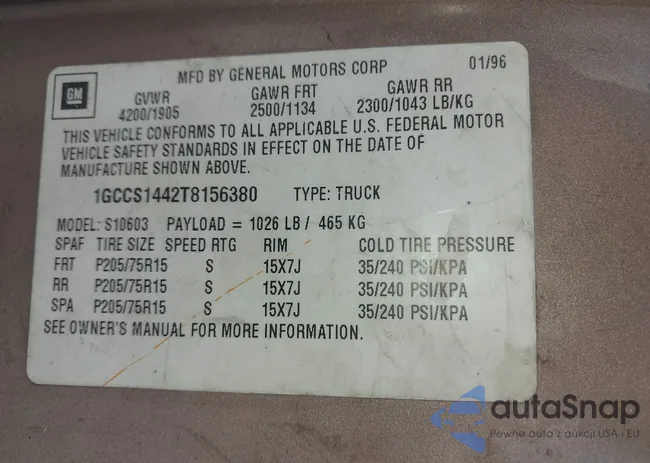 MFD BY GENERAL MOTORS CORP 01/96
GM
GVWR GAWR FRT GAWR RR
4200/1905 2500/1134 2300/1043 LB/KG
THIS VEHICLE CONFORMS TO ALL APPLICABLE U.S. FEDERAL MOTOR
VEHICLE SAFETY STANDARDS IN EFFECT ON THE DATE OF
MANUFACTURE SHOWN ABOVE.
1GCCS1442T8156380 TYPE: TRUCK
MODEL: S10603 PAYLOAD = 1026 LB/ 465 KG
SPAF TIRE SIZE SPEED RTG RIM COLD TIRE PRESSURE
FRT P205/75R15 S 15X7J 35/240 PSI/KPA
RR P205/75R15 S 15X7J 35/240 PSI/KPA
SPA P205/75R15 S 15X7J 35/240 PSI/KPA
SEE OWNER'S MANUAL FOR MORE INFORMATION.
autaSnap
Pewne auta z aukcji USA i EU